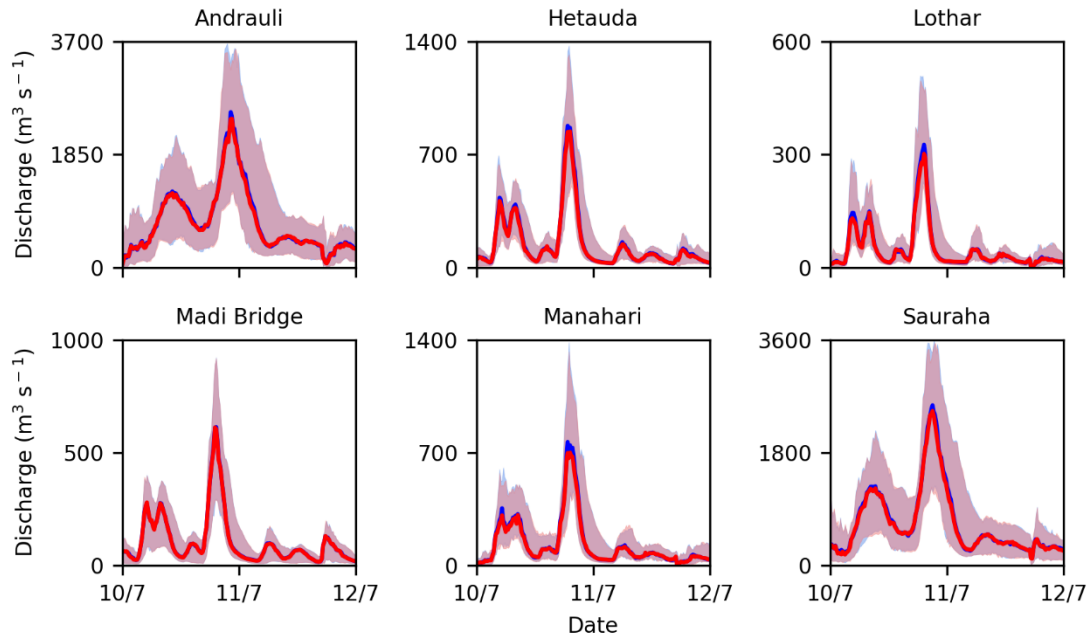 Andrauli
Hetauda
Lothar
Discharge (m³ s⁻¹)
3700
1850
0
1400
700
0
600
300
0
Madi Bridge
Manahari
Sauraha
Discharge (m³ s⁻¹)
1000
500
0
1400
700
0
3600
1800
0
10/7 11/7 12/7
10/7 11/7 12/7
10/7 11/7 12/7
Date